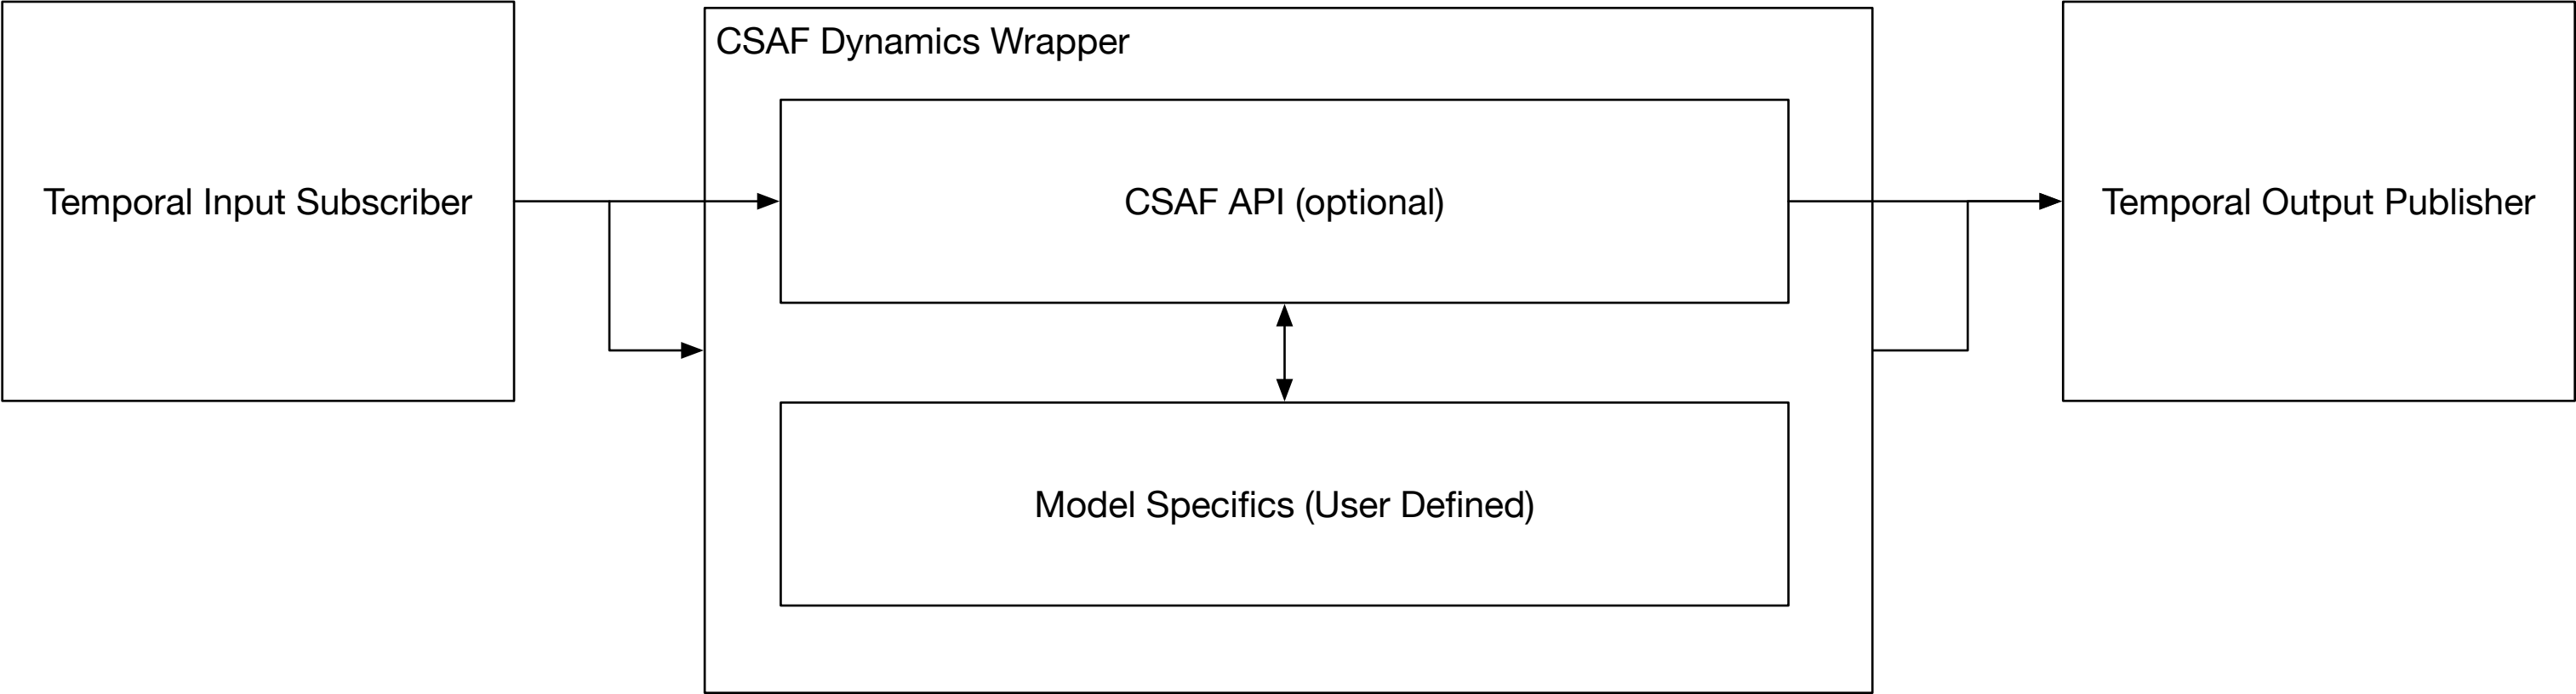 CSAF Dynamics Wrapper
Temporal Input Subscriber
CSAF API (optional)
Temporal Output Publisher
Model Specifics (User Defined)